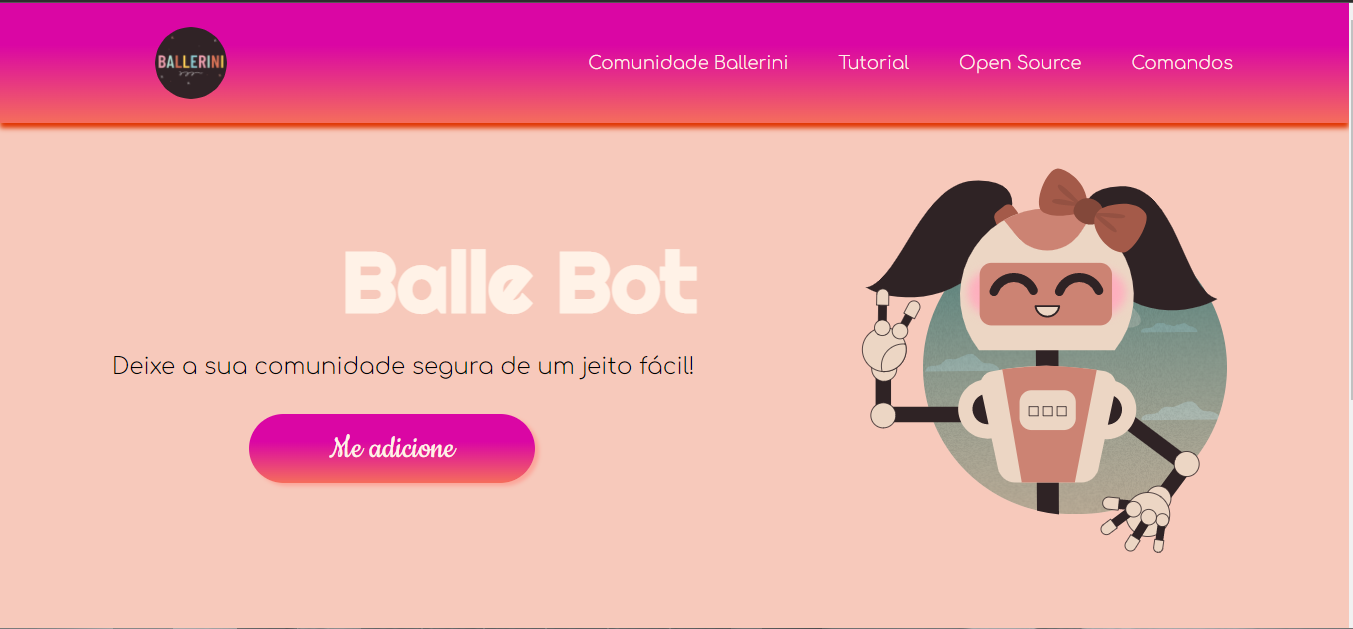 BALLERINI
Comunidade Ballerini Tutorial Open Source Comandos
Balle Bot
Deixe a sua comunidade segura de um jeito fácil!
Me adicione